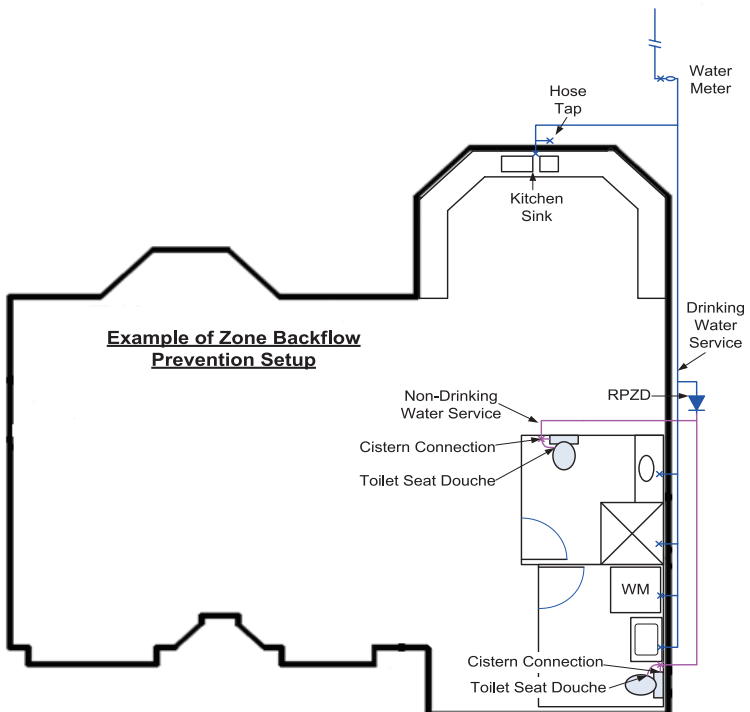 Water
Meter
Hose
Tap
Kitchen
Sink
Drinking
Water
Service
Example of Zone Backflow
Prevention Setup
RPZD
Non-Drinking
Water Service
Cistern Connection
Toilet Seat Douche
WM
Cistern Connection
Toilet Seat Douche